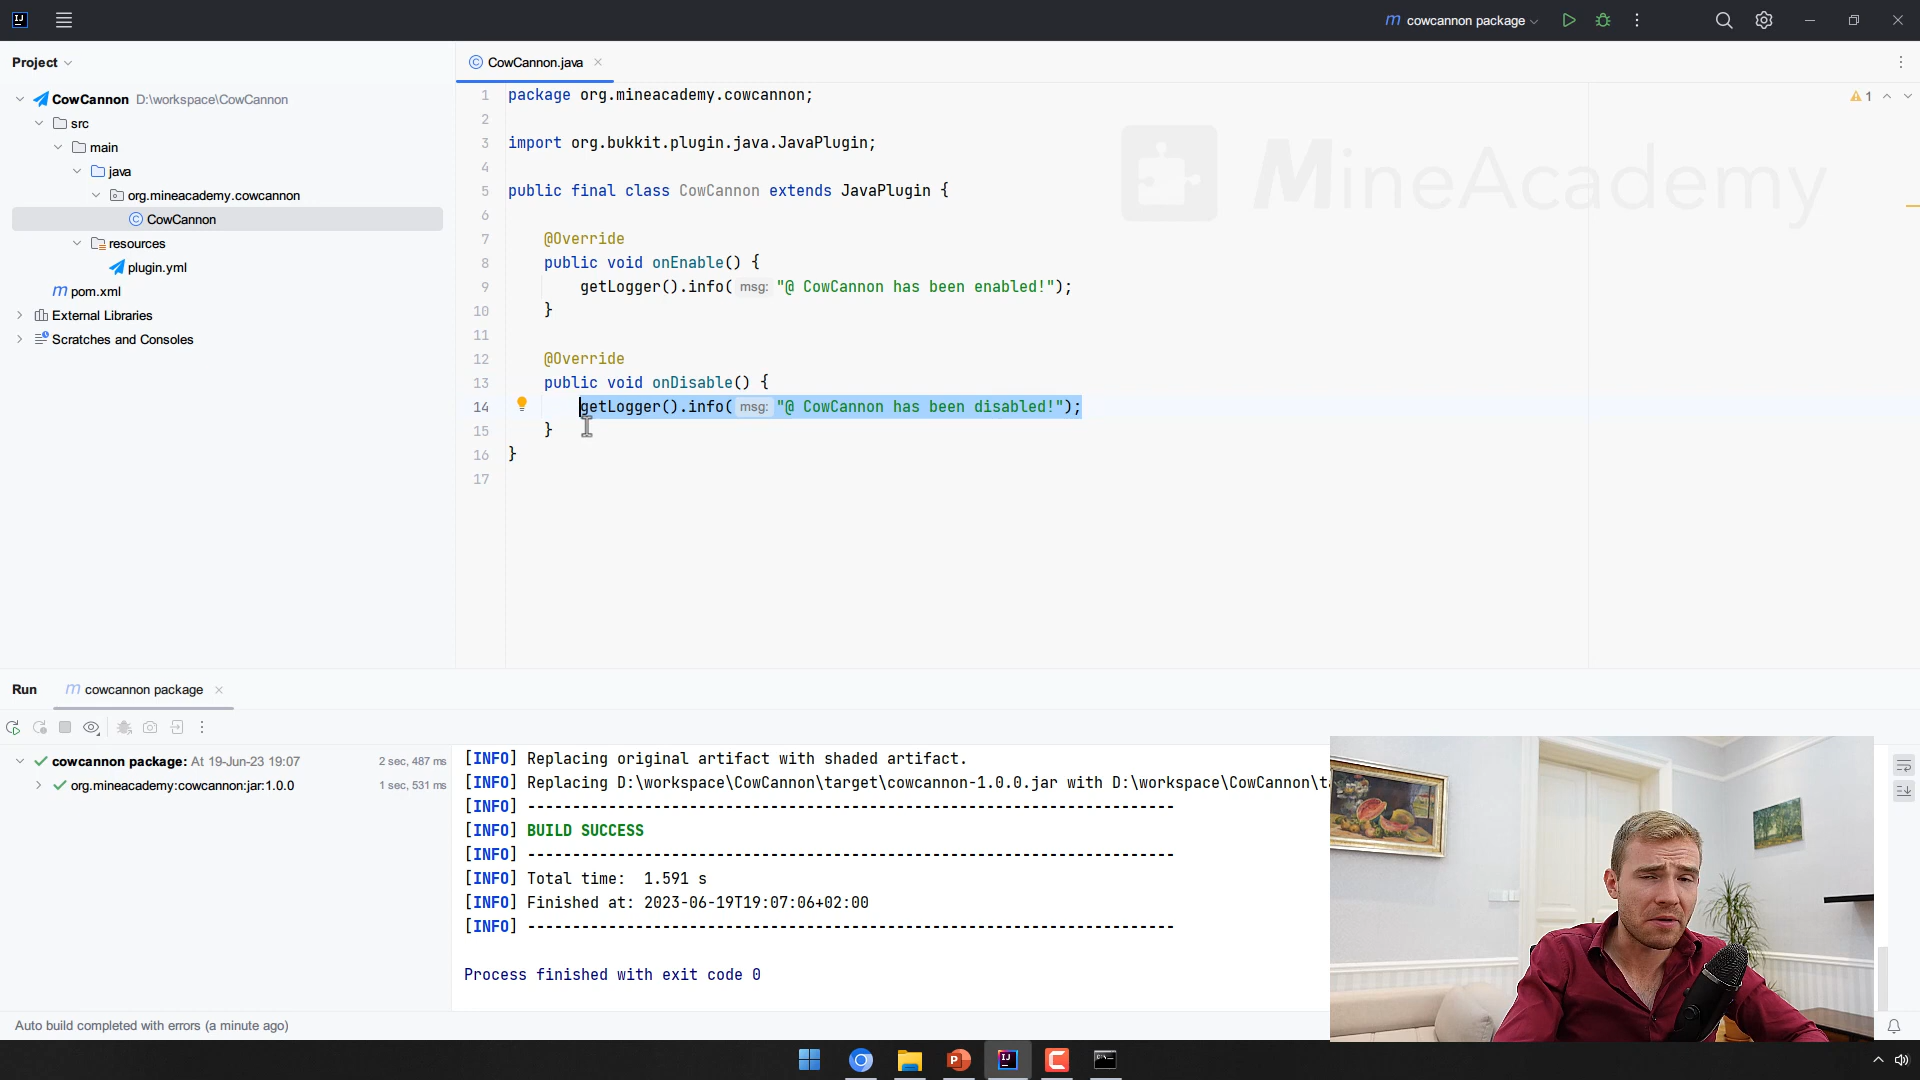 cowcannon package
Project
CowCannon.java
CowCannon D:\workspace\CowCannon
src
main
java
org.mineacademy.cowcannon
CowCannon
resources
plugin.yml
pom.xml
External Libraries
Scratches and Consoles
1 package org.mineacademy.cowcannon;
2
3 import org.bukkit.plugin.java.JavaPlugin;
4
5 public final class CowCannon extends JavaPlugin {
6
7 @Override
8 public void onEnable() {
9 getLogger().info( msg: "@ CowCannon has been enabled!");
10 }
11
12 @Override
13 public void onDisable() {
14 getLogger().info( msg: "@ CowCannon has been disabled!");
15 }
16 }
17
1
MineAcademy
Run cowcannon package
cowcannon package: At 19-Jun-23 19:07 2 sec, 487 ms
org.mineacademy:cowcannon:jar:1.0.0 1 sec, 531 ms
[INFO] Replacing original artifact with shaded artifact.
[INFO] Replacing D:\workspace\CowCannon\target\cowcannon-1.0.0.jar with D:\workspace\CowCannon\t
[INFO] ------------------------------------------------------------------------
[INFO] BUILD SUCCESS
[INFO] ------------------------------------------------------------------------
[INFO] Total time:  1.591 s
[INFO] Finished at: 2023-06-19T19:07:06+02:00
[INFO] ------------------------------------------------------------------------
Process finished with exit code 0
Auto build completed with errors (a minute ago)